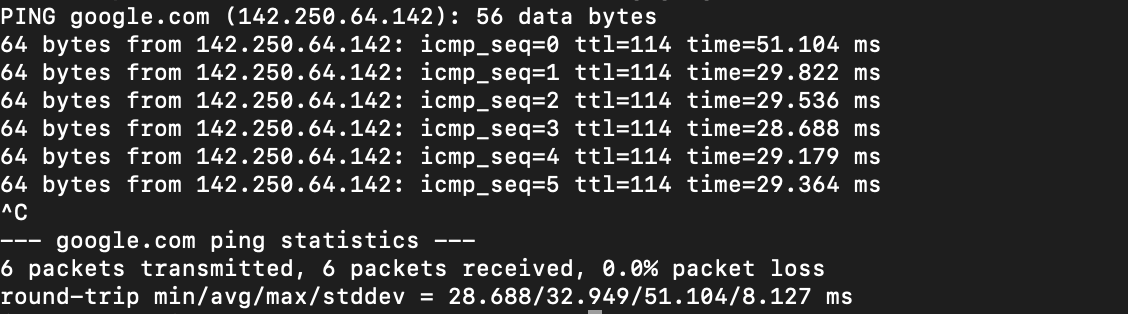 PING google.com (142.250.64.142): 56 data bytes
64 bytes from 142.250.64.142: icmp_seq=0 ttl=114 time=51.104 ms
64 bytes from 142.250.64.142: icmp_seq=1 ttl=114 time=29.822 ms
64 bytes from 142.250.64.142: icmp_seq=2 ttl=114 time=29.536 ms
64 bytes from 142.250.64.142: icmp_seq=3 ttl=114 time=28.688 ms
64 bytes from 142.250.64.142: icmp_seq=4 ttl=114 time=29.179 ms
64 bytes from 142.250.64.142: icmp_seq=5 ttl=114 time=29.364 ms
^C
--- google.com ping statistics ---
6 packets transmitted, 6 packets received, 0.0% packet loss
round-trip min/avg/max/stddev = 28.688/32.949/51.104/8.127 ms